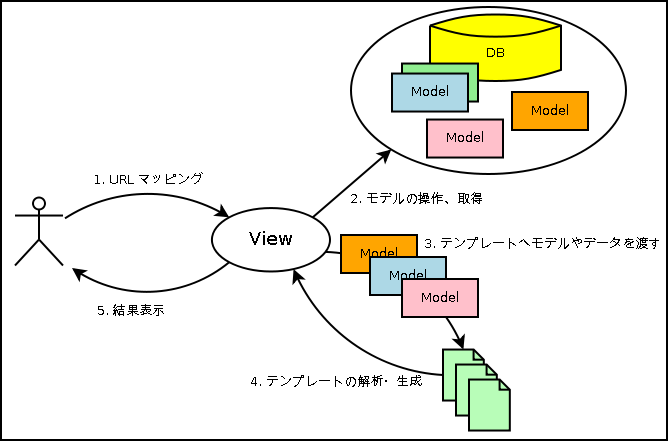 DB
Model
Model
Model
1. URL マッピング
2. モデルの操作、取得
View
3. テンプレートへモデルやデータを渡す
Model
Model
Model
5. 結果表示
4. テンプレートの解析・生成